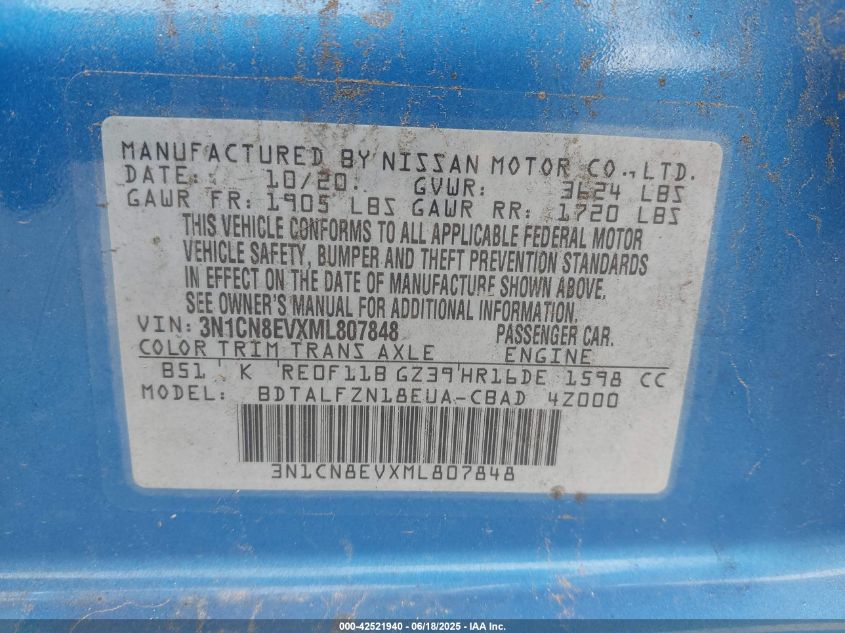 MANUFACTURED BY NISSAN MOTOR CO., LTD.
DATE: 10/20. GVWR: 3624 LBS
GAWR FR: 1905 LBS GAWR RR: 1720 LBS
THIS VEHICLE CONFORMS TO ALL APPLICABLE FEDERAL MOTOR
VEHICLE SAFETY, BUMPER AND THEFT PREVENTION STANDARDS
IN EFFECT ON THE DATE OF MANUFACTURE SHOWN ABOVE.
SEE OWNER'S MANUAL FOR ADDITIONAL INFORMATION.
VIN: 3N1CN8EVXML807848 PASSENGER CAR.
COLOR TRIM TRANS AXLE ENGINE
B51 K RE0F11B GZ39 HR16DE 1598 CC
MODEL: BDTALFZN18EUA-CBAD 4Z000
3N1CN8EVXML807848
000-42521940 - 06/18/2025 - IAA Inc.